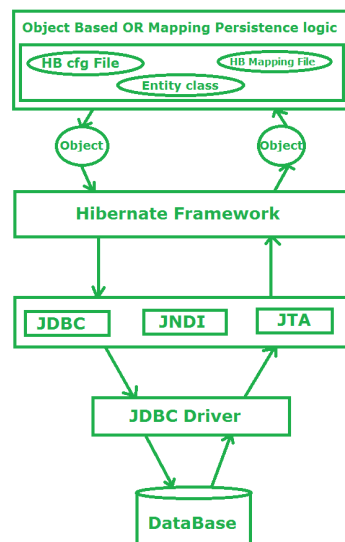 Object Based OR Mapping Persistence logic
HB cfg File
HB Mapping File
Entity class
Object
Object
Hibernate Framework
JDBC
JNDI
JTA
JDBC Driver
DataBase